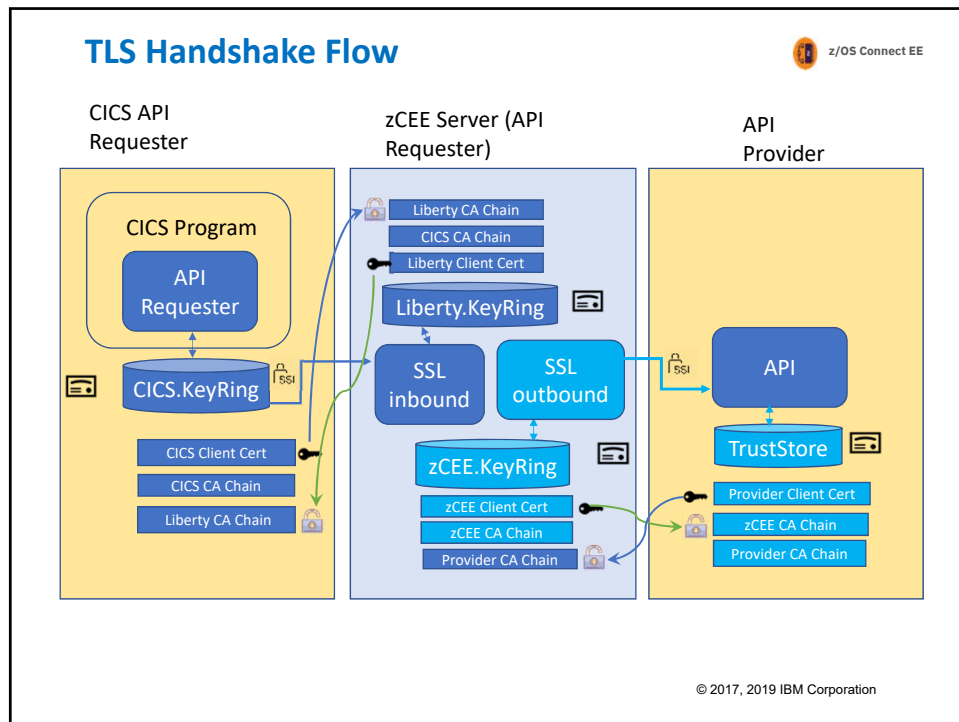 TLS Handshake Flow
z/OS Connect EE
CICS API
Requester
zCEE Server (API
Requester)
API
Provider
CICS Program
API
Requester
CICS.KeyRing
SSI
CICS Client Cert
CICS CA Chain
Liberty CA Chain
Liberty CA Chain
CICS CA Chain
Liberty Client Cert
Liberty.KeyRing
SSL
inbound
SSL
outbound
zCEE.KeyRing
zCEE Client Cert
zCEE CA Chain
Provider CA Chain
SSI
API
TrustStore
Provider Client Cert
zCEE CA Chain
Provider CA Chain
© 2017, 2019 IBM Corporation